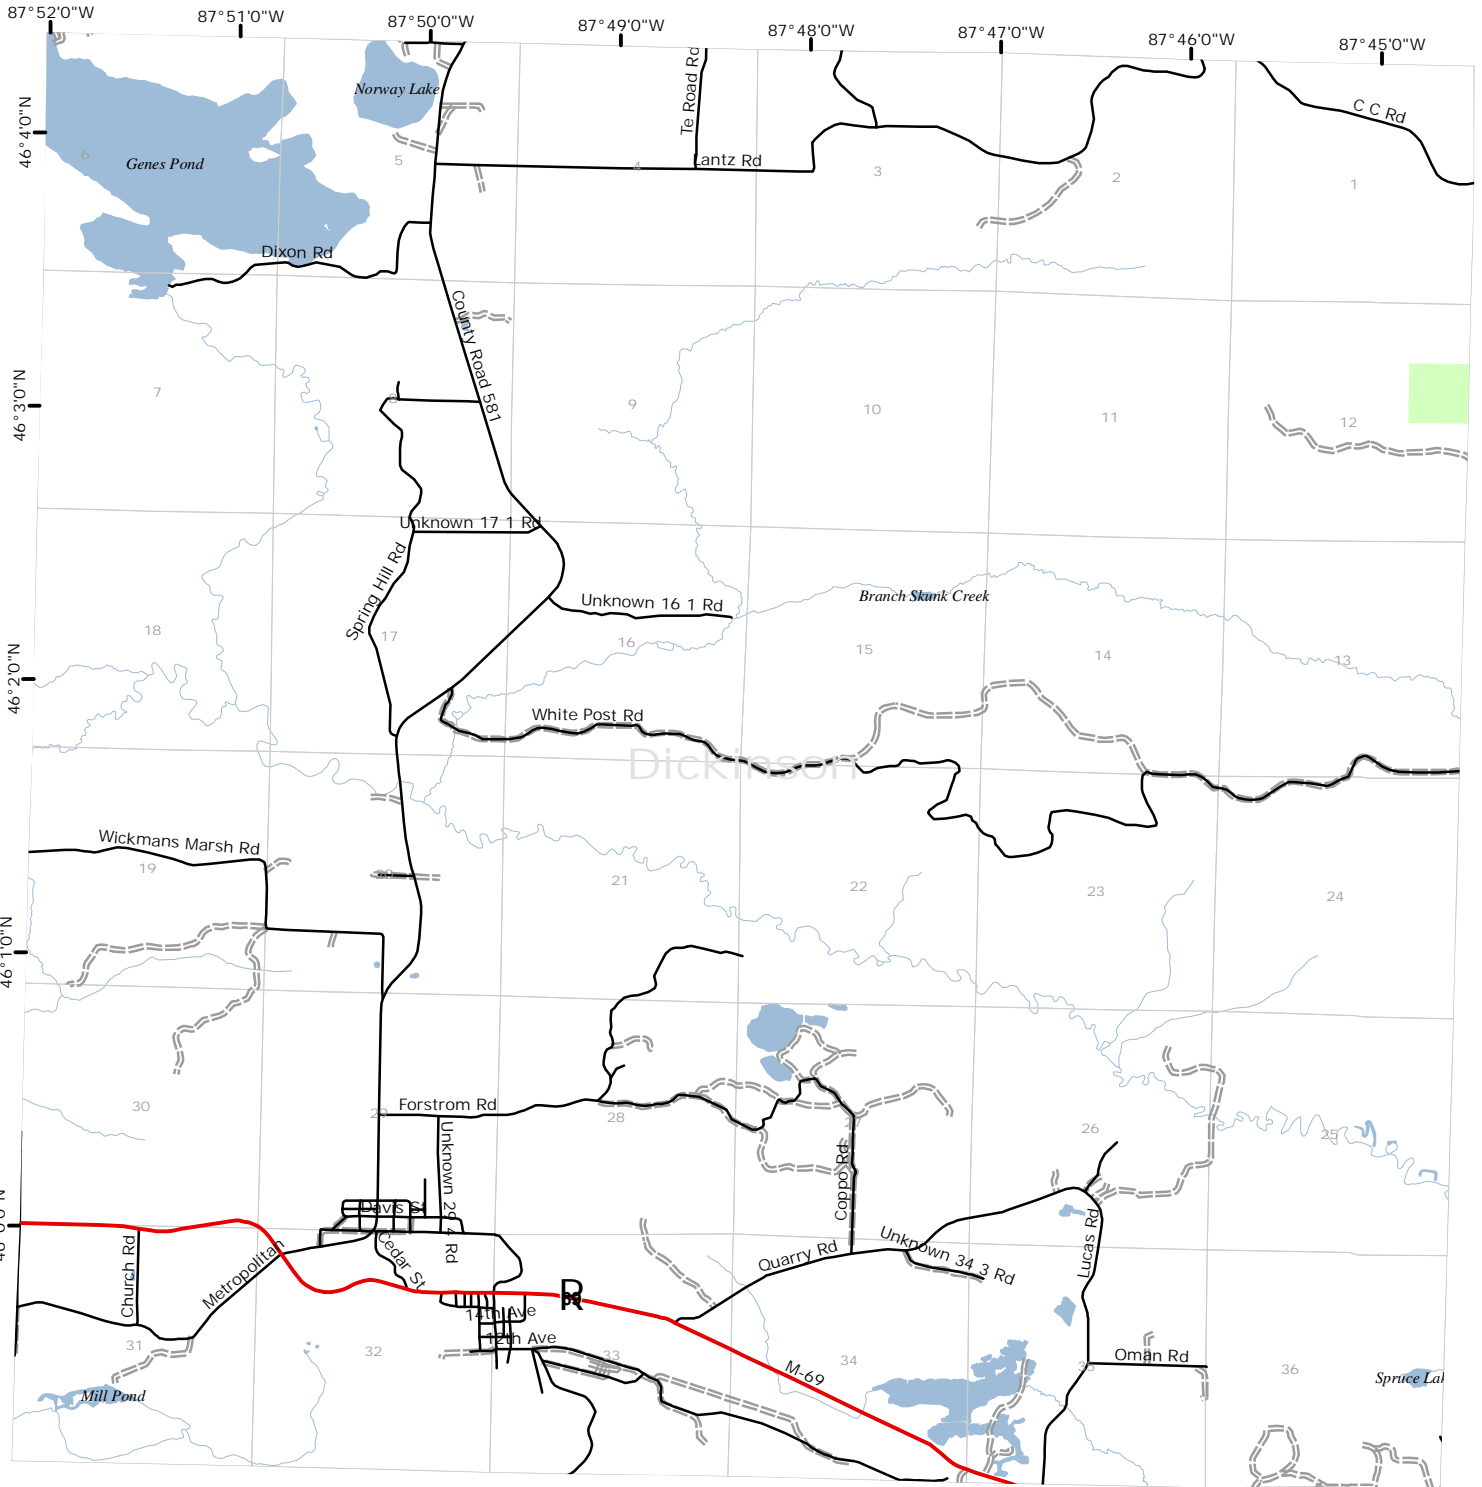 87°52'0"W 87°51'0"W 87°50'0"W 87°49'0"W 87°48'0"W 87°47'0"W 87°46'0"W 87°45'0"W
46°4'0"N
46°3'0"N
46°2'0"N
46°1'0"N
Norway Lake
Te Road Rd
C C Rd
Genes Pond
Lantz Rd
6 5 4 3 2 1
Dixon Rd
County Road 581
7 8 9 10 11 12
Unknown 17 1 Rd
Spring Hill Rd
Unknown 16 1 Rd
Branch Skunk Creek
18 17 16 15 14 13
White Post Rd
Dickinson
Wickmans Marsh Rd
19 20 21 22 23 24
Forstrom Rd
30 29 28 27 26 25
Unknown 29 4 Rd
Coppo Rd
Davis St
Cedar St
Church Rd
Metropolitan
Quarry Rd
Unknown 34 3 Rd
Lucas Rd
R
14th Ave
12th Ave
31 32 33 34 35 36
M-69
Oman Rd
Mill Pond
Spruce Lak